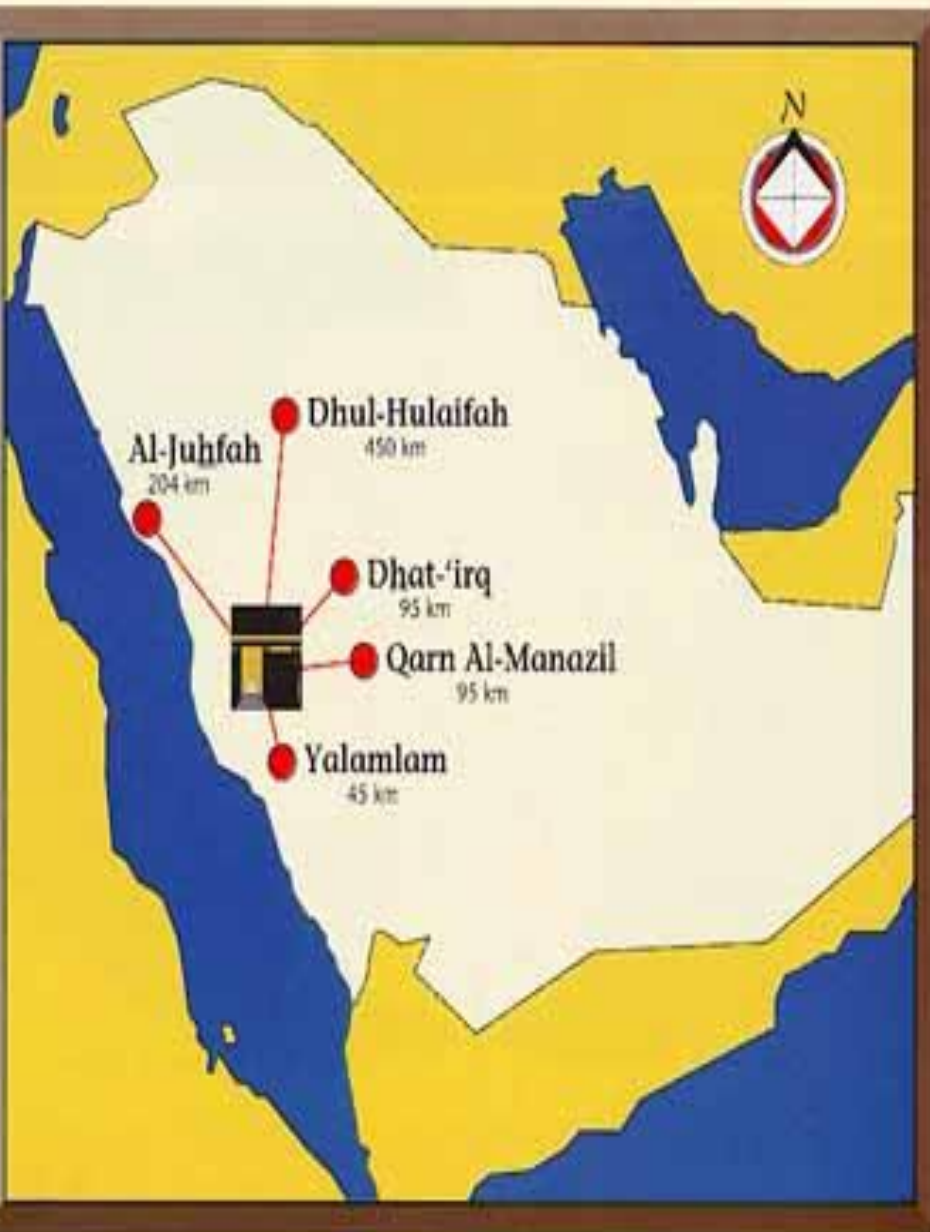 N
Dhul-Hulaifah
450 km
Al-Juhfah
204 km
Dhat-‘irq
95 km
Qarn Al-Manazil
95 km
Yalamlam
45 km